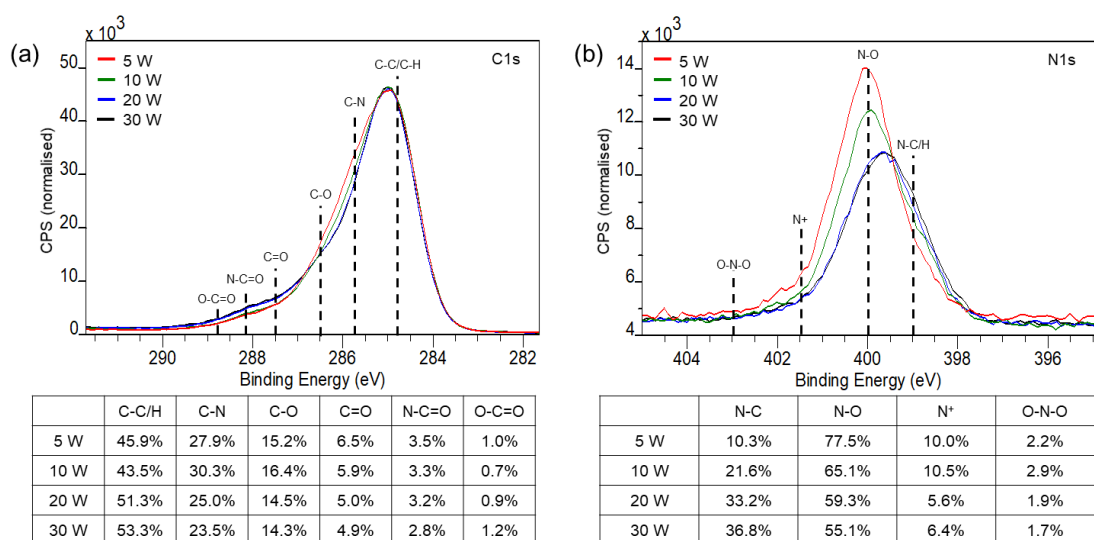 (a)
x 10³
C1s
5 W
10 W
20 W
30 W
C-C/C-H
C-N
C-O
C=O
N-C=O
O-C=O
50
40
30
20
10
0
CPS (normalised)
290 288 286 284 282
Binding Energy (eV)
C-C/H C-N C-O C=O N-C=O O-C=O
5 W 45.9% 27.9% 15.2% 6.5% 3.5% 1.0%
10 W 43.5% 30.3% 16.4% 5.9% 3.3% 0.7%
20 W 51.3% 25.0% 14.5% 5.0% 3.2% 0.9%
30 W 53.3% 23.5% 14.3% 4.9% 2.8% 1.2%
(b)
x 10³
N1s
5 W
10 W
20 W
30 W
N-O
N-C/H
N+
O-N-O
14
12
10
8
6
4
CPS (normalised)
404 402 400 398 396
Binding Energy (eV)
N-C N-O N⁺ O-N-O
5 W 10.3% 77.5% 10.0% 2.2%
10 W 21.6% 65.1% 10.5% 2.9%
20 W 33.2% 59.3% 5.6% 1.9%
30 W 36.8% 55.1% 6.4% 1.7%